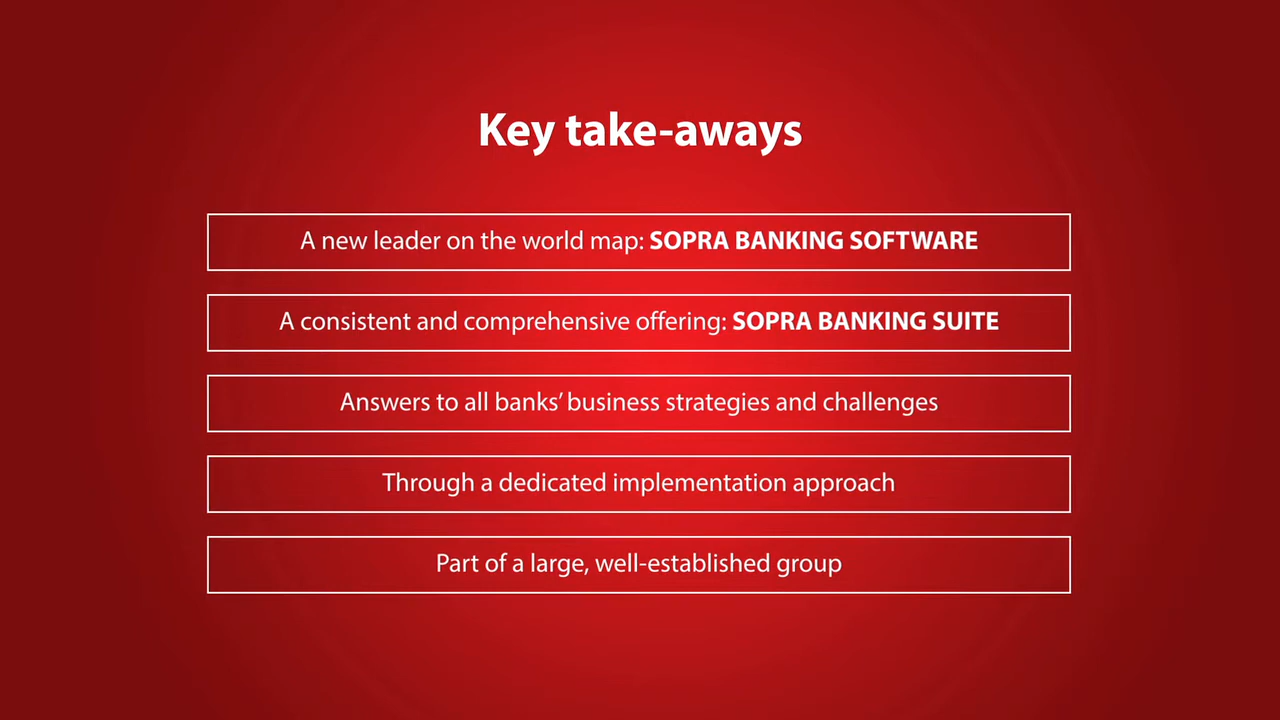 Key take-aways
A new leader on the world map: SOPRA BANKING SOFTWARE
A consistent and comprehensive offering: SOPRA BANKING SUITE
Answers to all banks’ business strategies and challenges
Through a dedicated implementation approach
Part of a large, well-established group